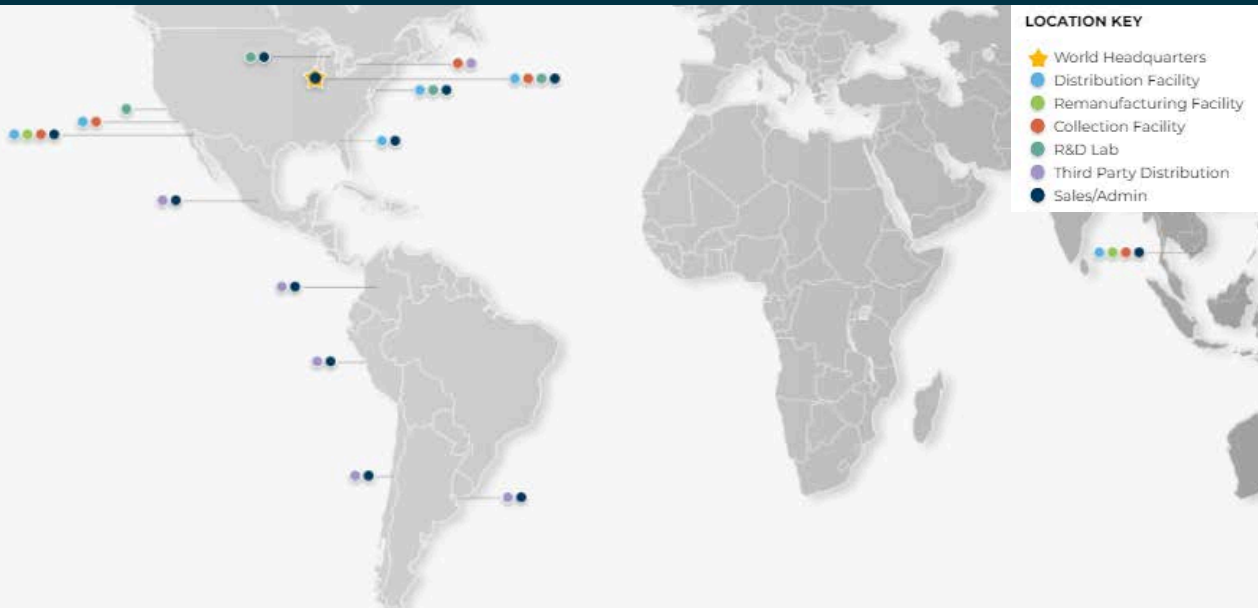 LOCATION KEY
World Headquarters
Distribution Facility
Remanufacturing Facility
Collection Facility
R&D Lab
Third Party Distribution
Sales/Admin